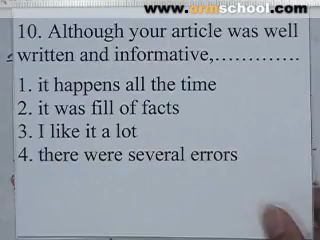 www.ormschool.com
10. Although your article was well
written and informative,.............
1. it happens all the time
2. it was fill of facts
3. I like it a lot
4. there were several errors